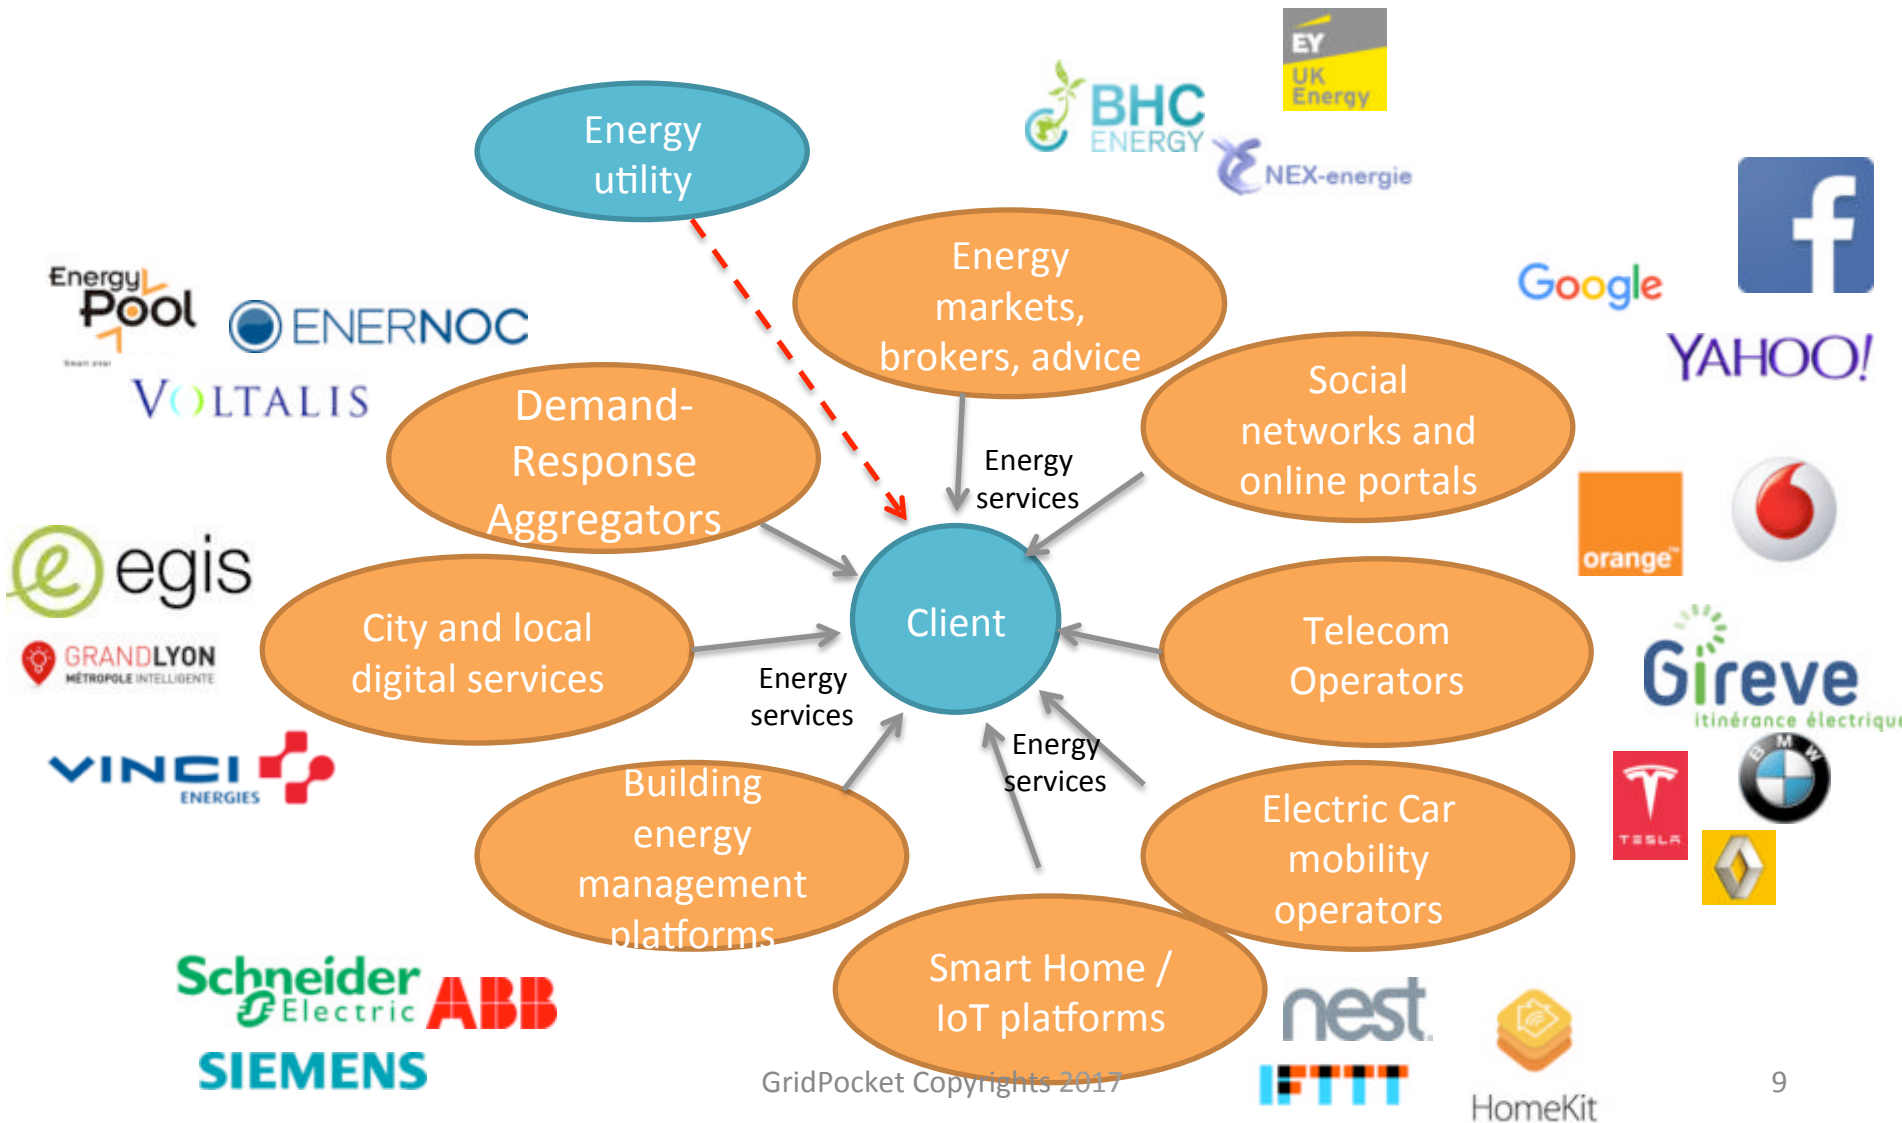 EY
UK
Energy
BHC
ENERGY
NEX-energie
Energy
utility
Energy
markets,
brokers, advice
Google
YAHOO!
Energy
Pool
ENERNOC
VOLTALIS
Demand-
Response
Aggregators
Social
networks and
online portals
Energy
services
orange™
egis
GRANDLYON
MÉTROPOLE INTELLIGENTE
City and local
digital services
Client
Telecom
Operators
Gireve
itinérance électrique
Energy
services
VINCI
ENERGIES
Energy
services
BMW
TESLA
Building
energy
management
platforms
Electric Car
mobility
operators
Schneider
Electric
ABB
SIEMENS
Smart Home /
IoT platforms
nest
IFTTT
HomeKit
GridPocket Copyrights 2017
9